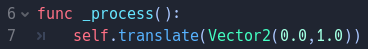 6 func _process():
7 self.translate(Vector2(0.0,1.0))